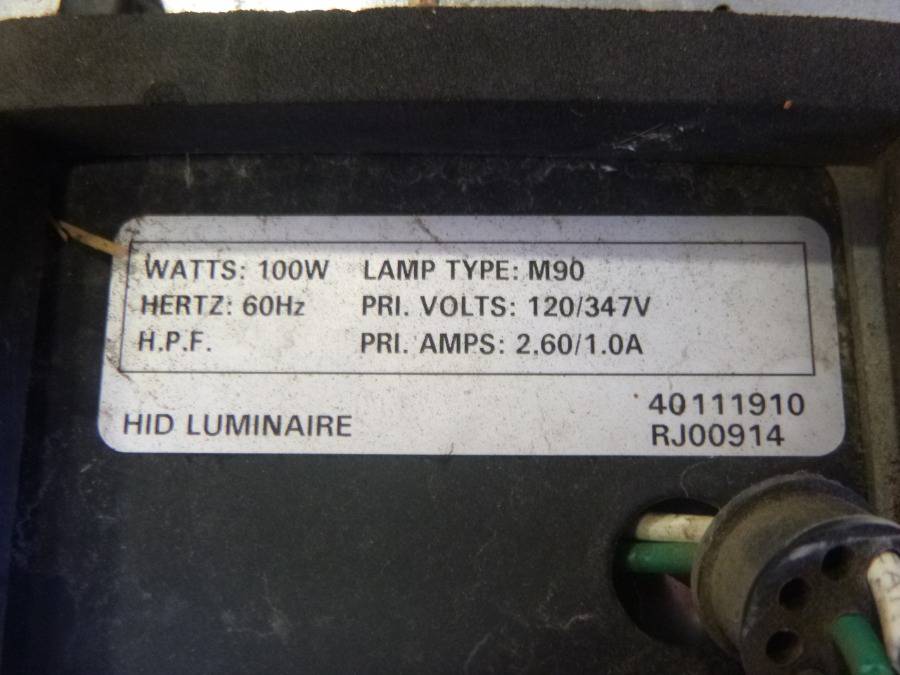 WATTS: 100W LAMP TYPE: M90
HERTZ: 60Hz PRI. VOLTS: 120/347V
H.P.F. PRI. AMPS: 2.60/1.0A
HID LUMINAIRE
40111910
RJ00914